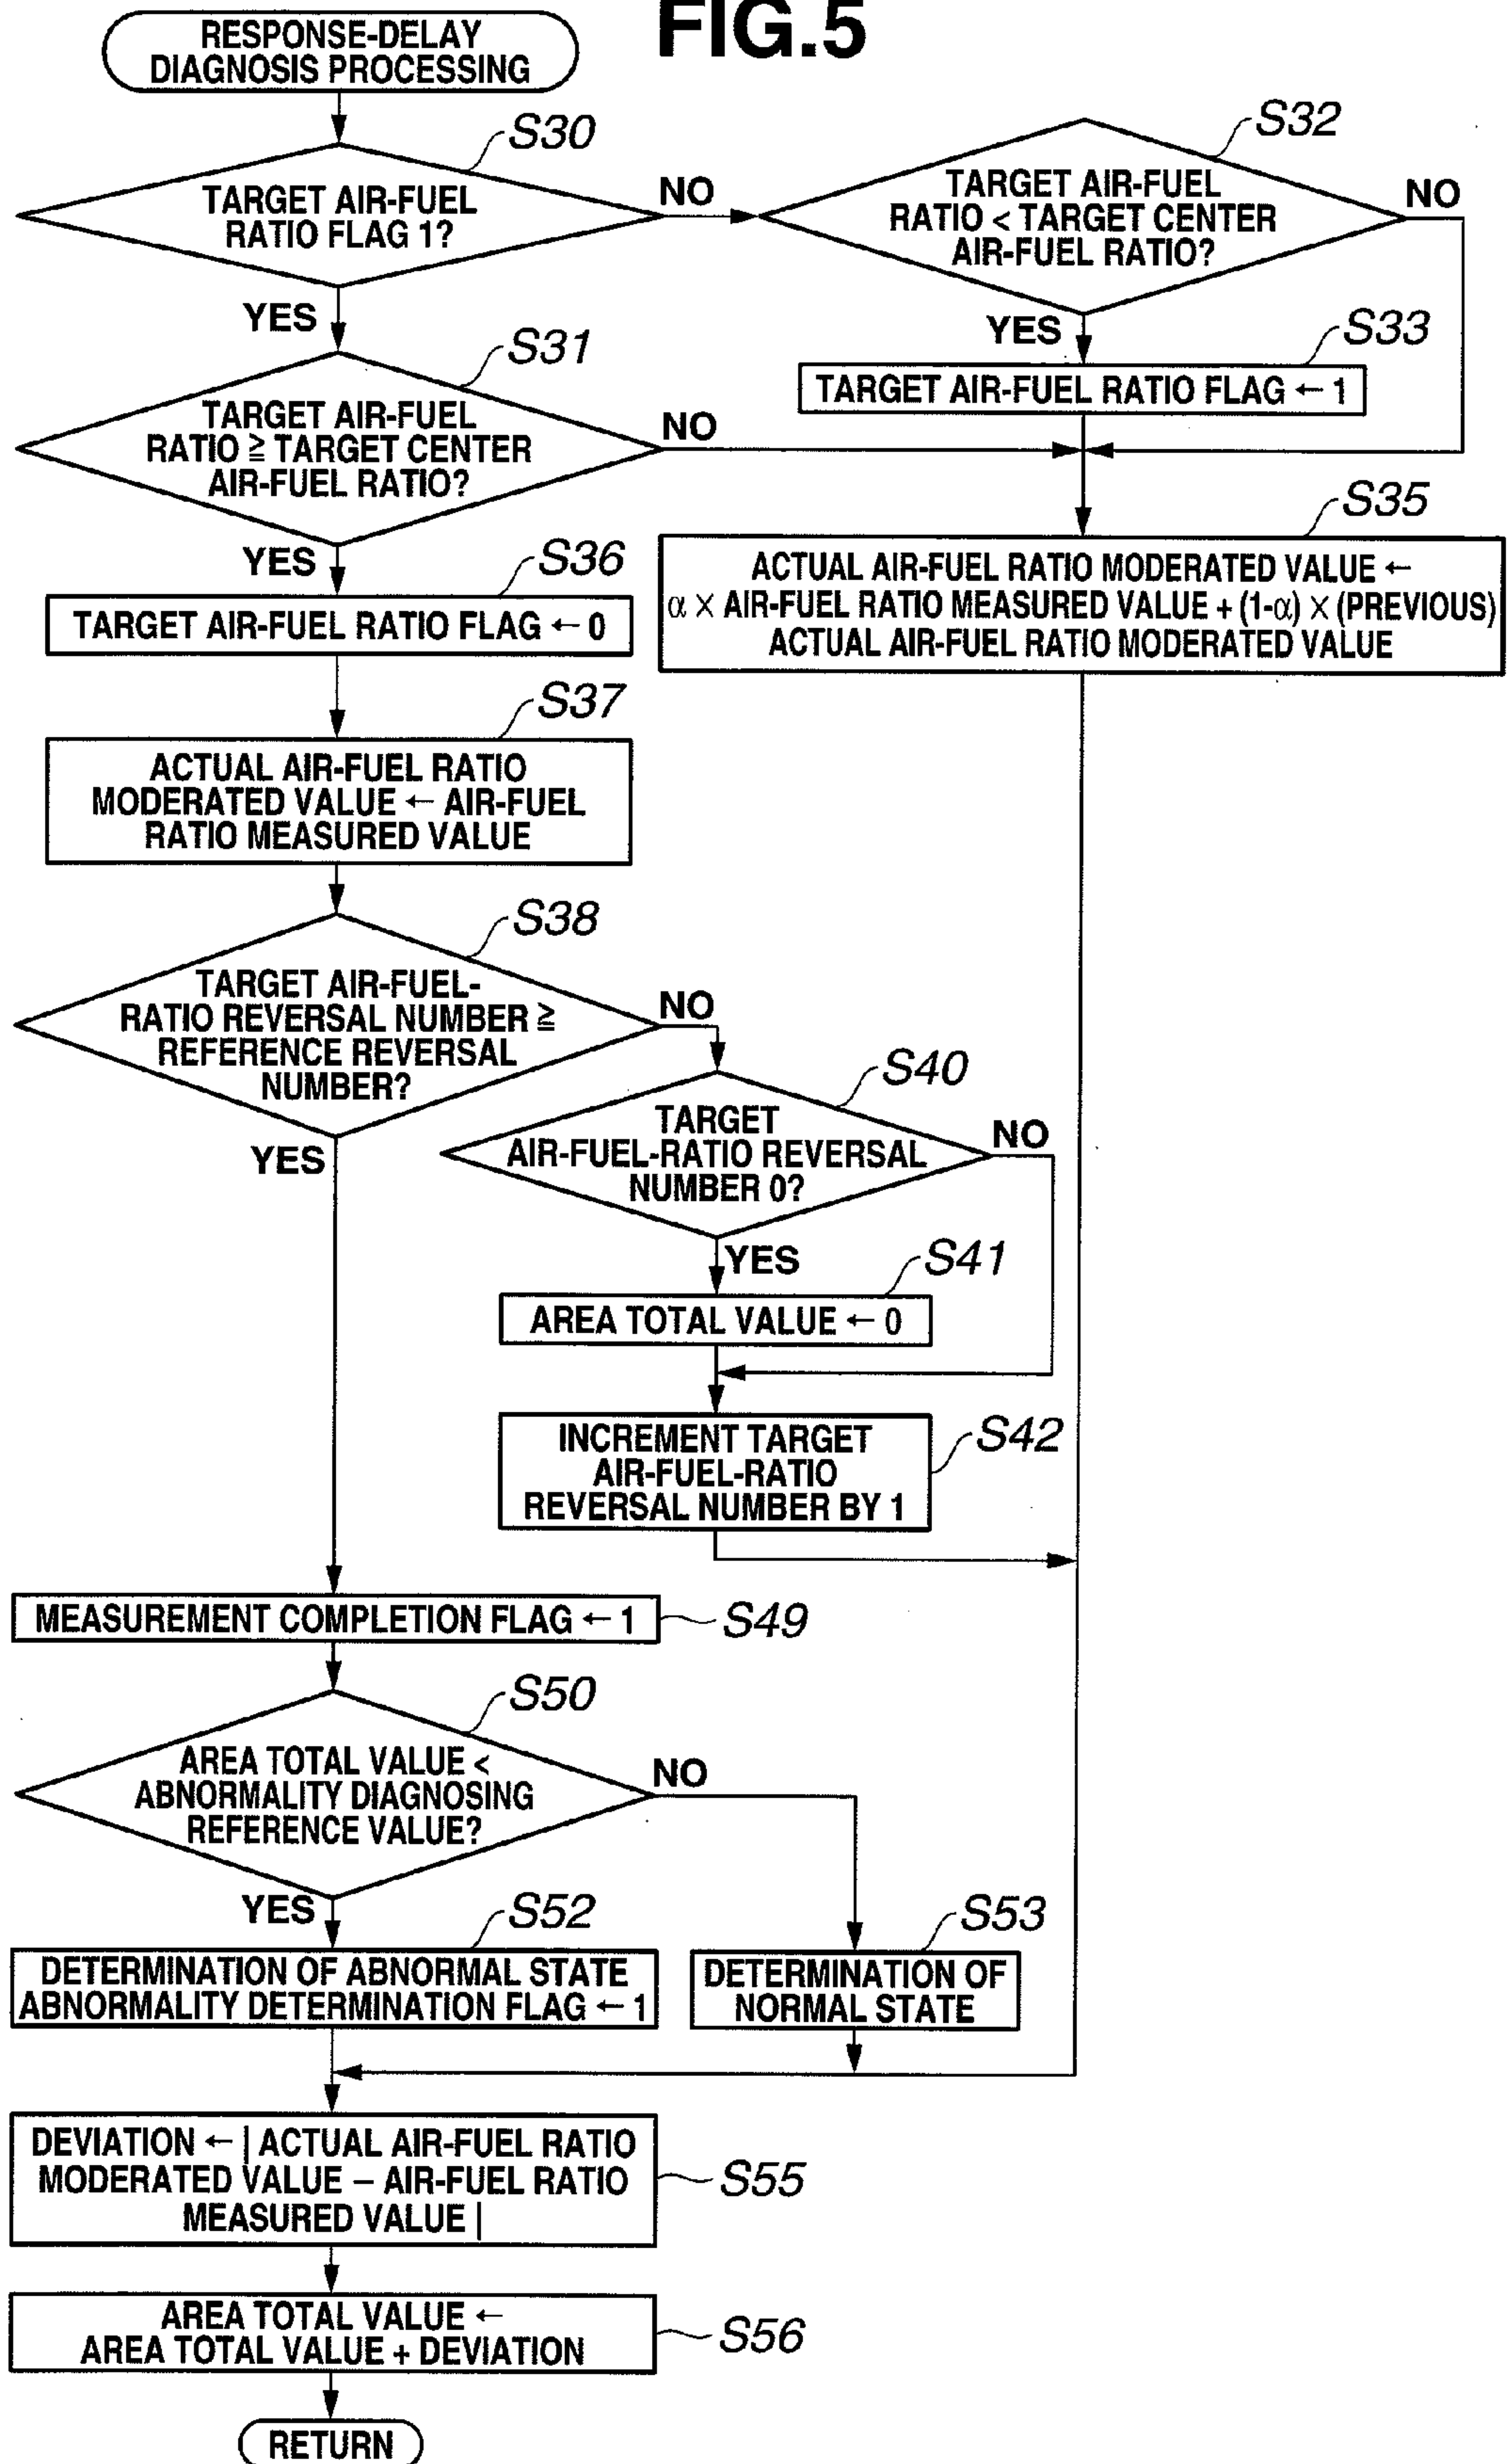 FIG.5
RESPONSE-DELAY
DIAGNOSIS PROCESSING
S30
TARGET AIR-FUEL
RATIO FLAG 1?
NO
YES
S32
TARGET AIR-FUEL
RATIO < TARGET CENTER
AIR-FUEL RATIO?
NO
YES
S33
TARGET AIR-FUEL RATIO FLAG ← 1
S31
TARGET AIR-FUEL
RATIO ≧ TARGET CENTER
AIR-FUEL RATIO?
NO
YES
S35
ACTUAL AIR-FUEL RATIO MODERATED VALUE ←
α × AIR-FUEL RATIO MEASURED VALUE + (1-α) × (PREVIOUS)
ACTUAL AIR-FUEL RATIO MODERATED VALUE
S36
TARGET AIR-FUEL RATIO FLAG ← 0
S37
ACTUAL AIR-FUEL RATIO
MODERATED VALUE ← AIR-FUEL
RATIO MEASURED VALUE
S38
TARGET AIR-FUEL-
RATIO REVERSAL NUMBER ≧
REFERENCE REVERSAL
NUMBER?
NO
YES
S40
TARGET
AIR-FUEL-RATIO REVERSAL
NUMBER 0?
NO
YES
S41
AREA TOTAL VALUE ← 0
INCREMENT TARGET
AIR-FUEL-RATIO
REVERSAL NUMBER BY 1
S42
MEASUREMENT COMPLETION FLAG ← 1
S49
S50
AREA TOTAL VALUE <
ABNORMALITY DIAGNOSING
REFERENCE VALUE?
NO
YES
S52
DETERMINATION OF ABNORMAL STATE
ABNORMALITY DETERMINATION FLAG ← 1
S53
DETERMINATION OF
NORMAL STATE
DEVIATION ← | ACTUAL AIR-FUEL RATIO
MODERATED VALUE − AIR-FUEL RATIO
MEASURED VALUE |
S55
AREA TOTAL VALUE ←
AREA TOTAL VALUE + DEVIATION
S56
RETURN